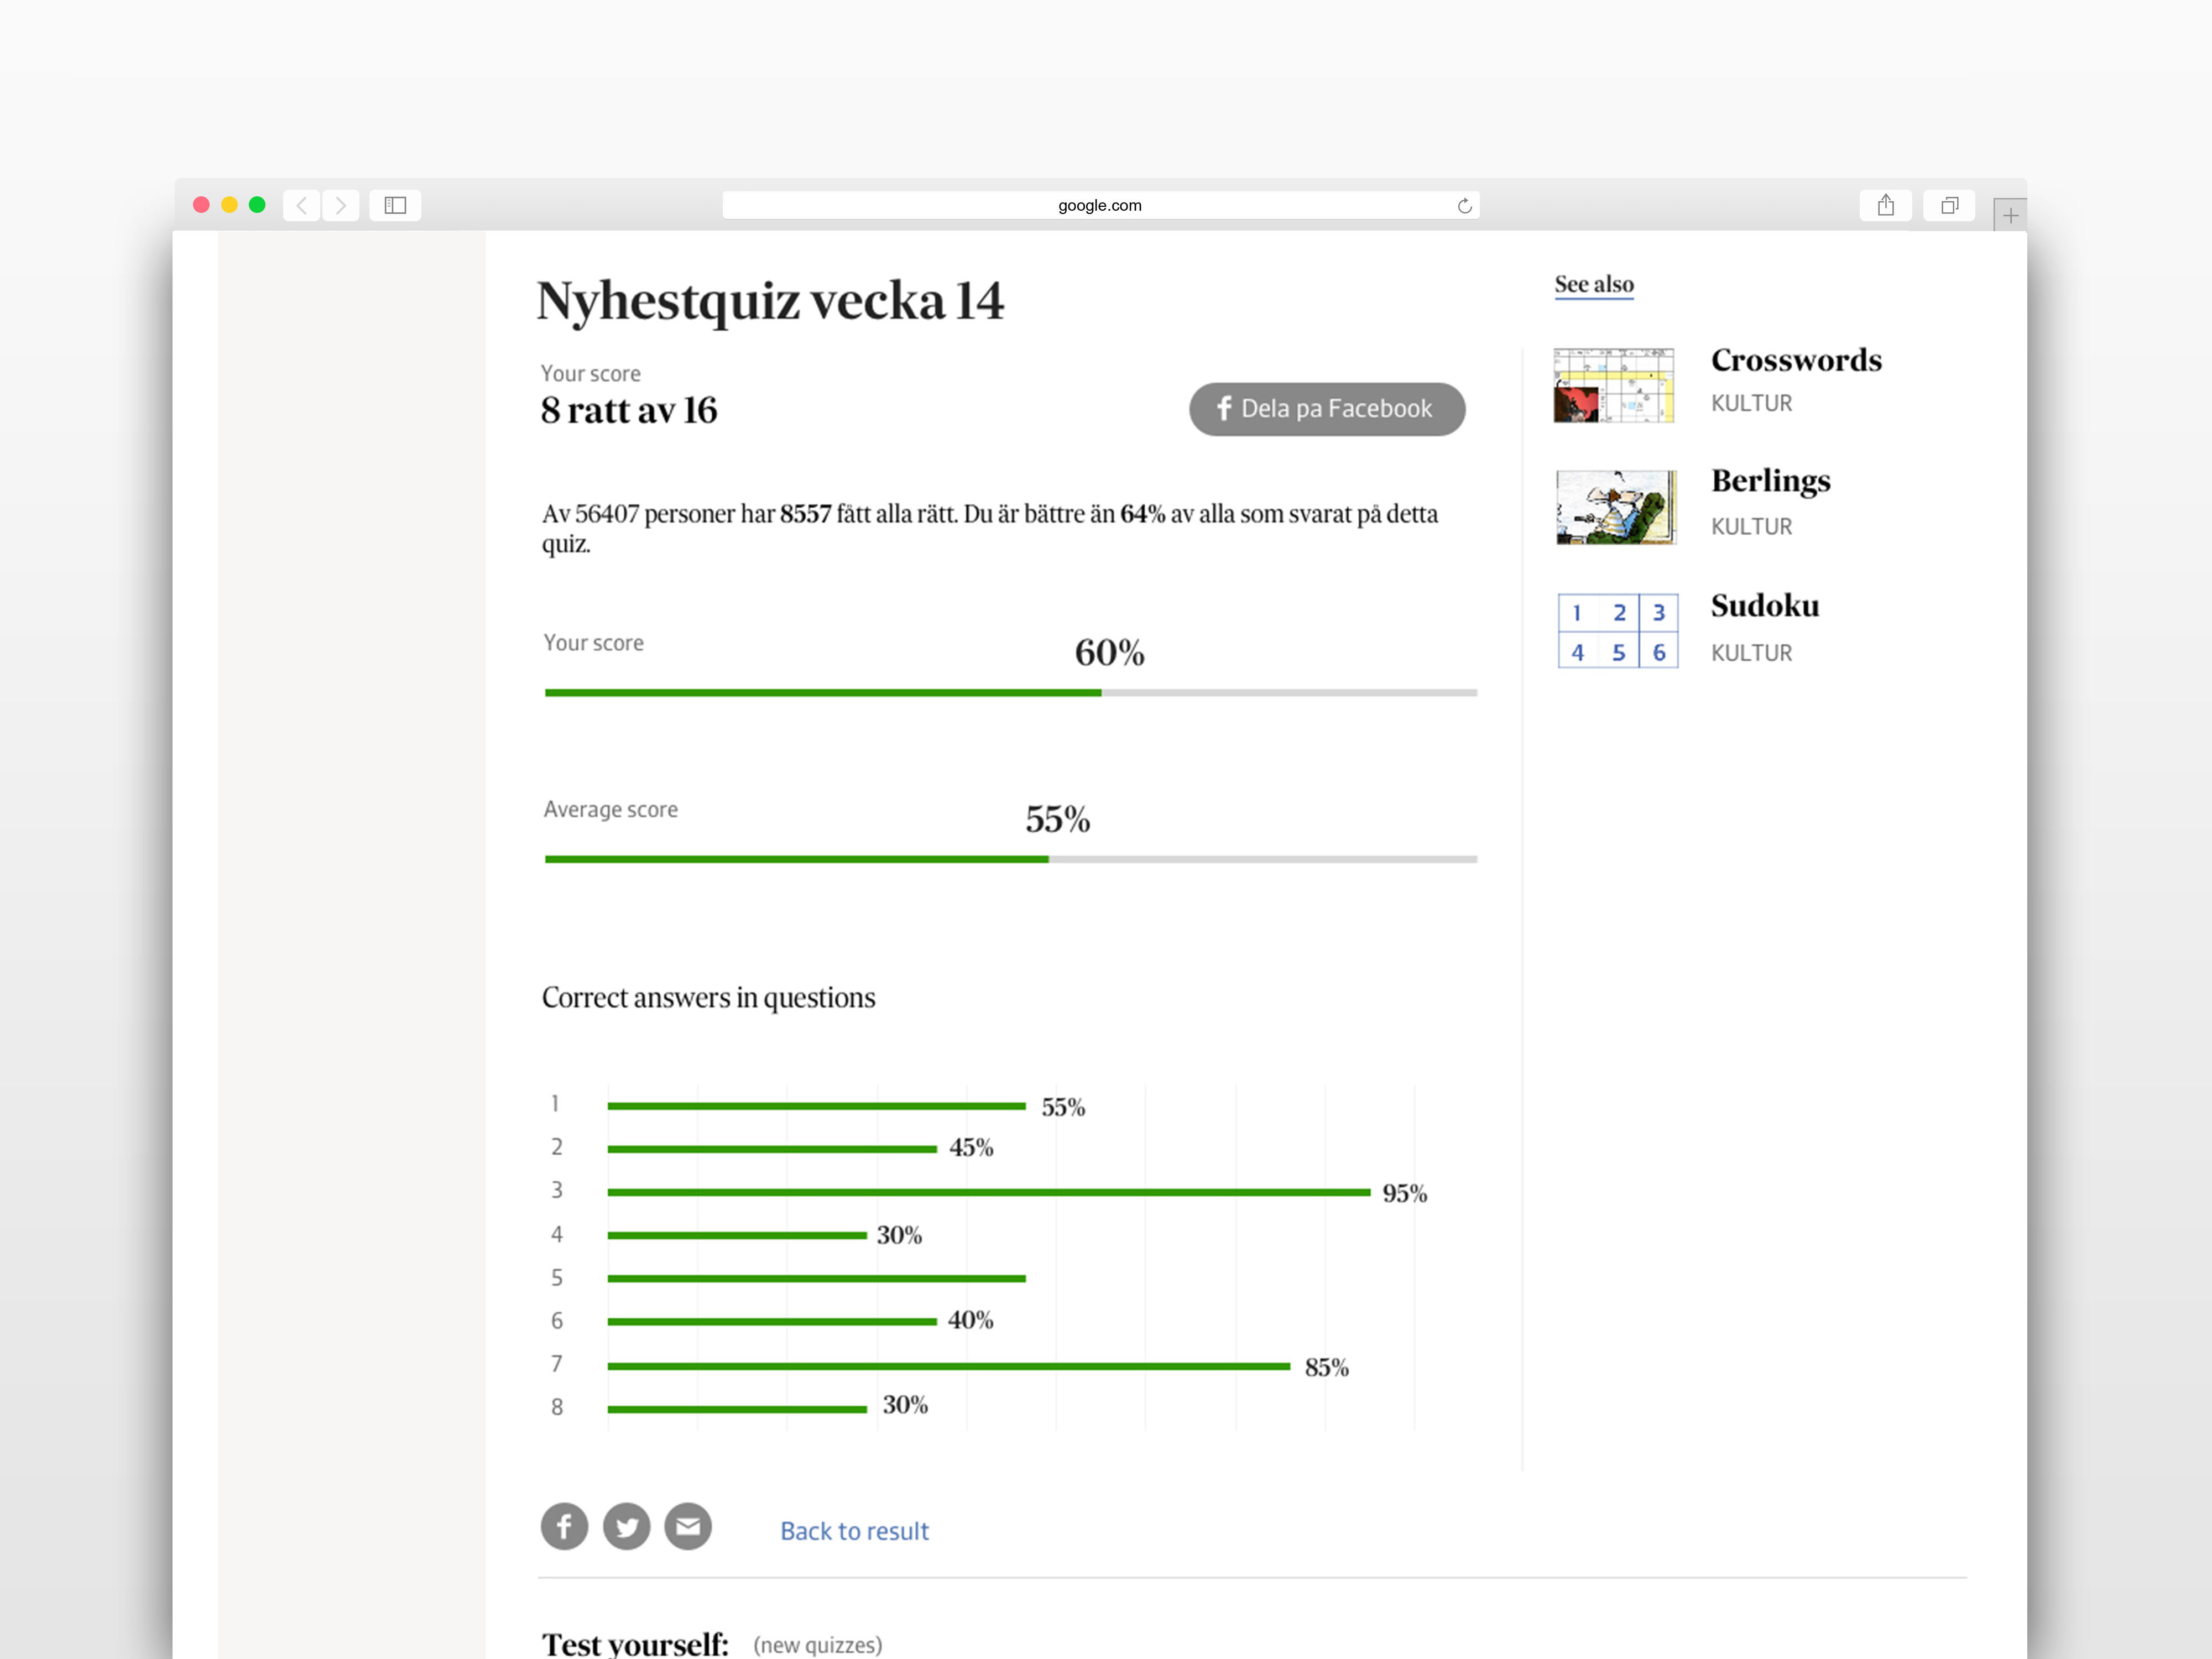 google.com
Nyhestquiz vecka 14
Your score
8 ratt av 16
f Dela pa Facebook
Av 56407 personer har 8557 fått alla rätt. Du är bättre än 64% av alla som svarat på detta
quiz.
Your score
60%
Average score
55%
Correct answers in questions
1 55%
2 45%
3 95%
4 30%
5
6 40%
7 85%
8 30%
f
Back to result
Test yourself: (new quizzes)
See also
Crosswords
KULTUR
Berlings
KULTUR
1 2 3
4 5 6
Sudoku
KULTUR